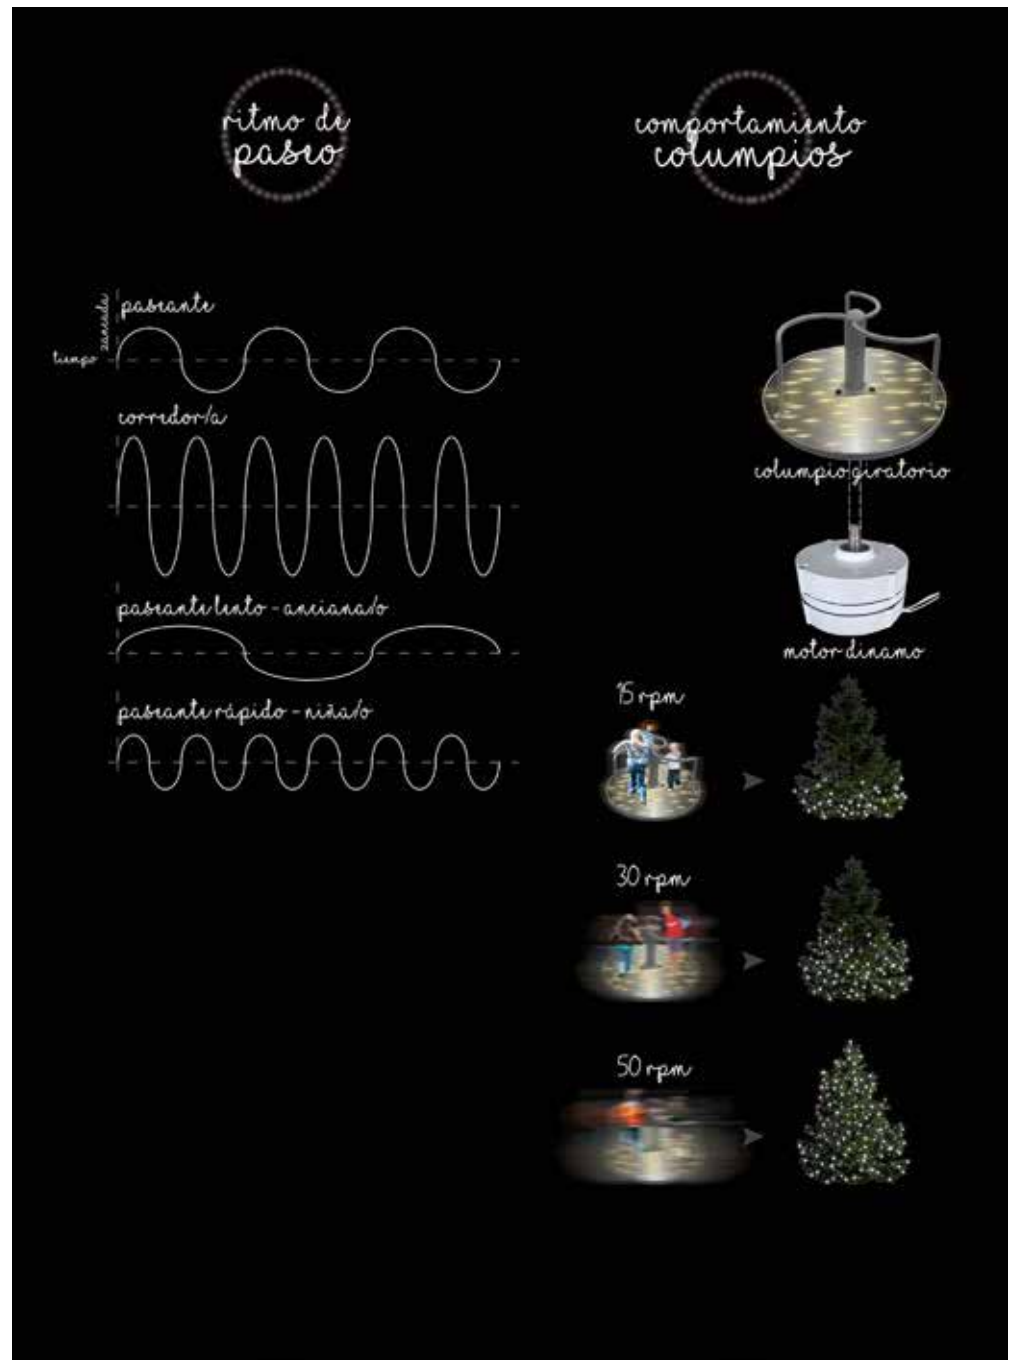 ritmo de
paseo
comportamiento
columpios
zancada
paseante
tiempo
corredor/a
paseante lento - anciana/o
paseante rápido - niña/o
columpio giratorio
motor dinamo
15 rpm
30 rpm
50 rpm